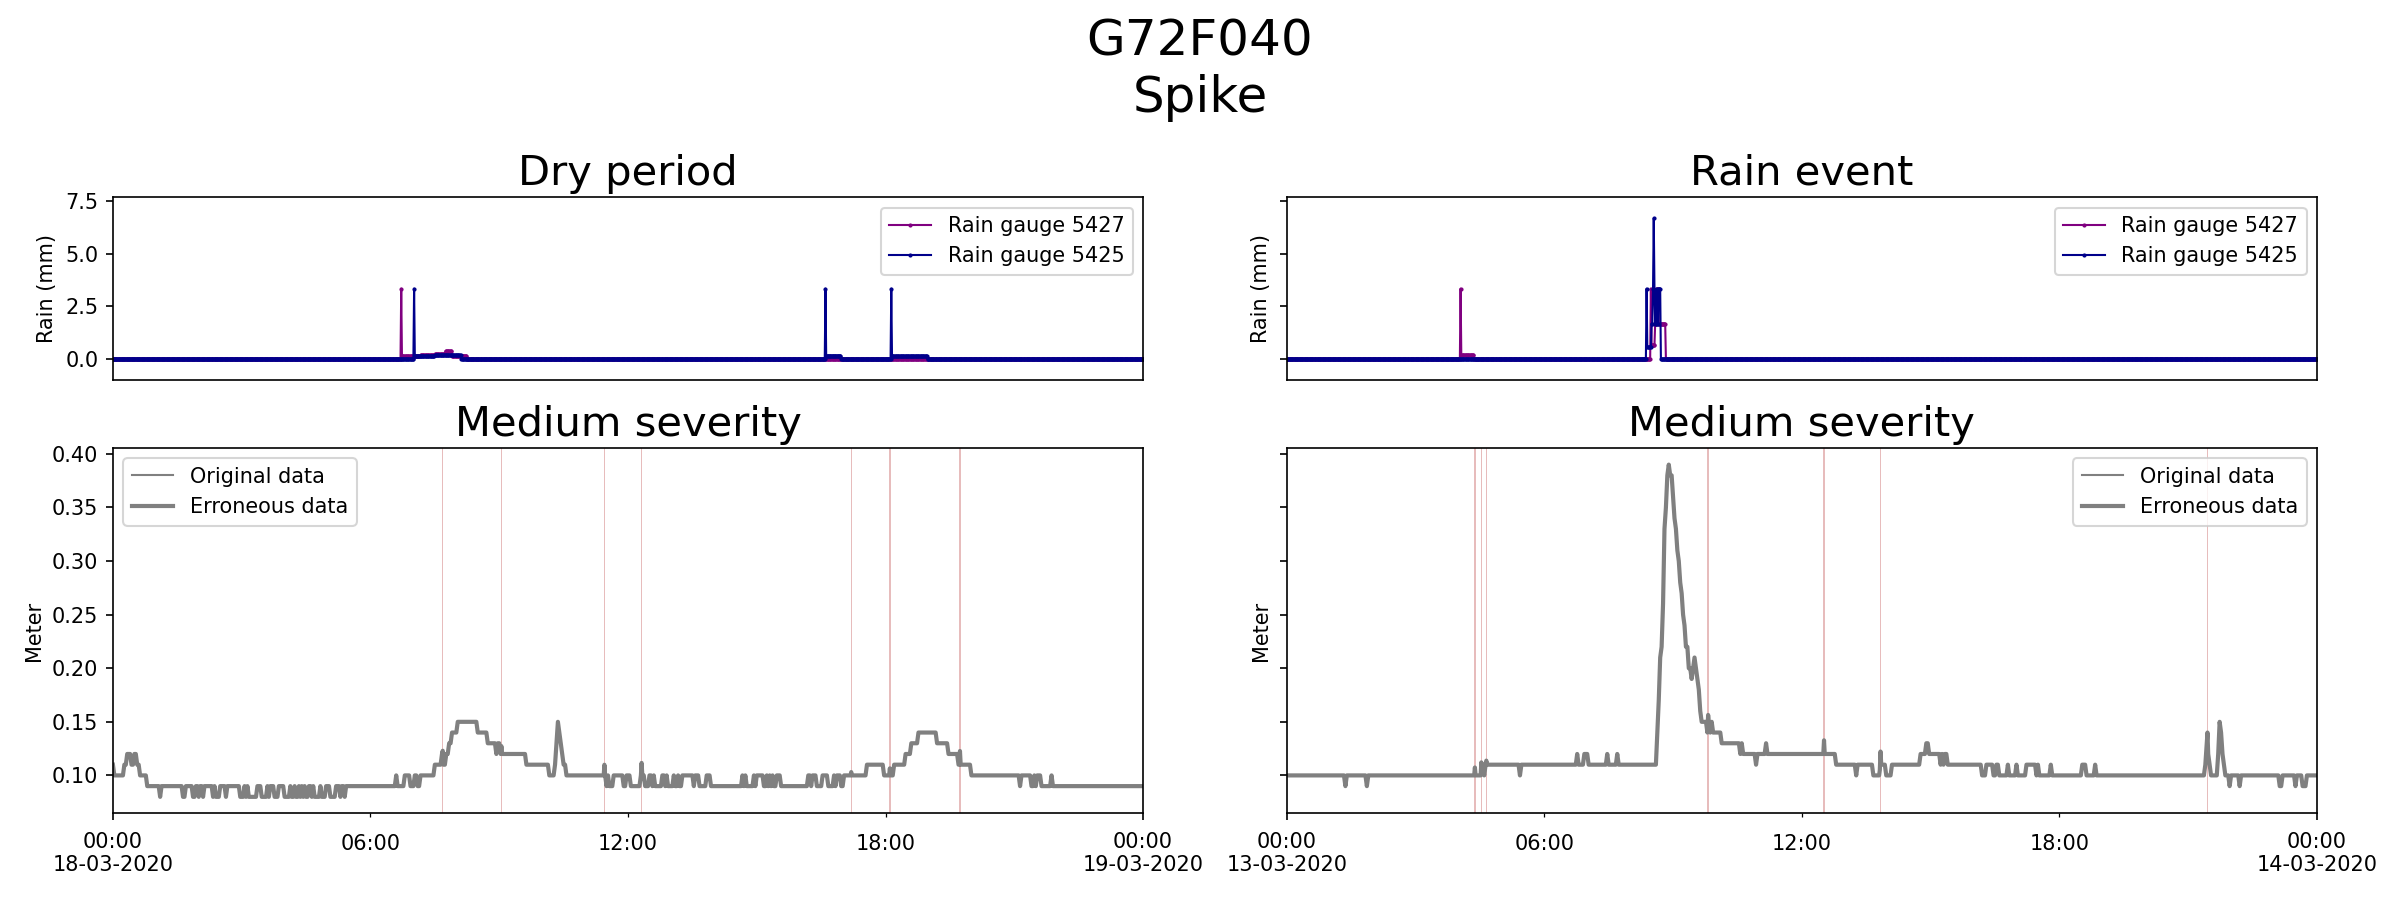 G72F040
Spike
Dry period
Rain event
7.5
5.0
2.5
0.0
Rain (mm)
Rain gauge 5427
Rain gauge 5425
Rain (mm)
Rain gauge 5427
Rain gauge 5425
Medium severity
Medium severity
0.40
0.35
0.30
0.25
0.20
0.15
0.10
Meter
Original data
Erroneous data
Meter
Original data
Erroneous data
00:00
18-03-2020
06:00
12:00
18:00
00:00
19-03-2020
00:00
13-03-2020
06:00
12:00
18:00
00:00
14-03-2020